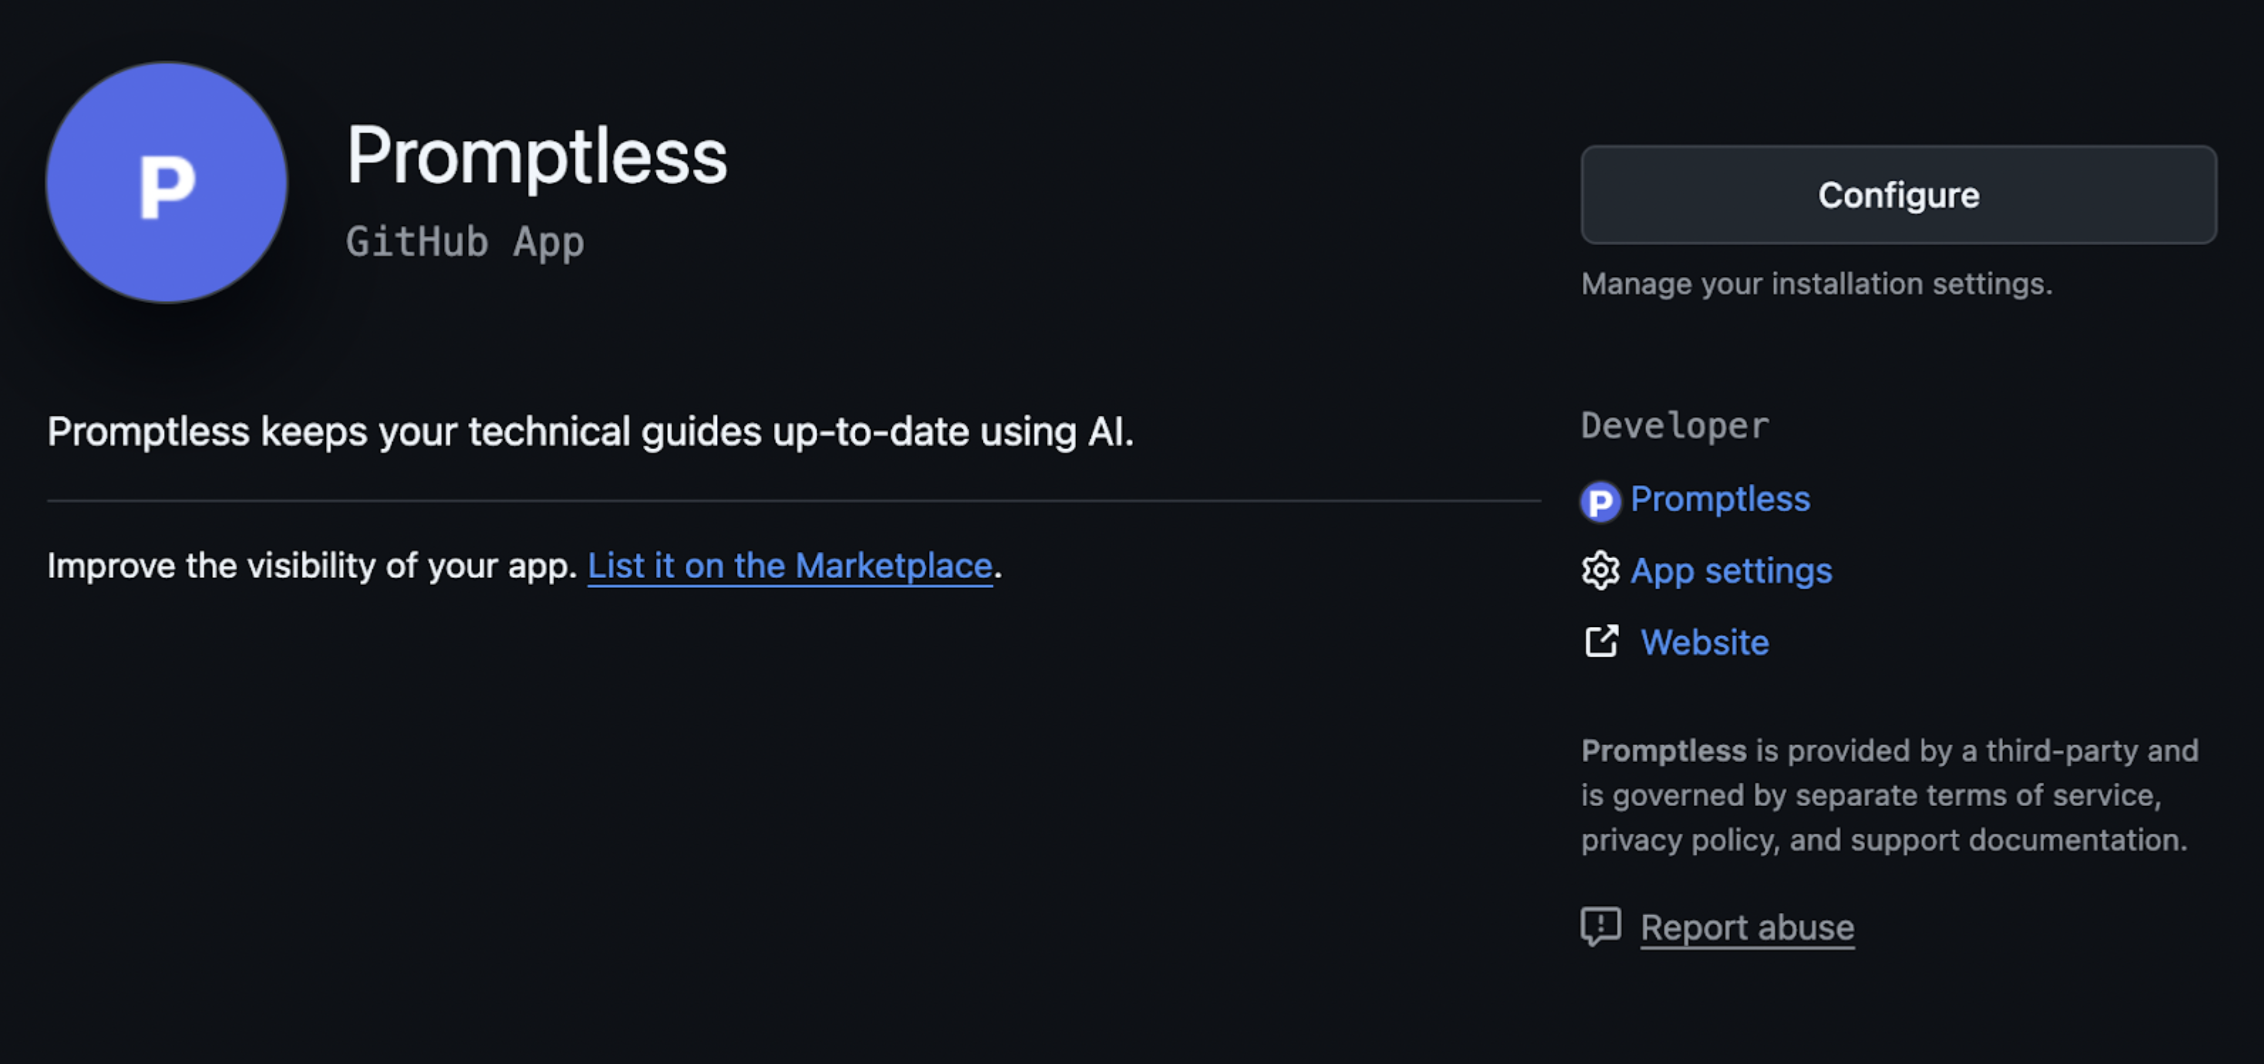 P
Promptless
GitHub App
Configure
Manage your installation settings.
Promptless keeps your technical guides up-to-date using AI.
Improve the visibility of your app. List it on the Marketplace.
Developer
P Promptless
App settings
Website
Promptless is provided by a third-party and
is governed by separate terms of service,
privacy policy, and support documentation.
Report abuse